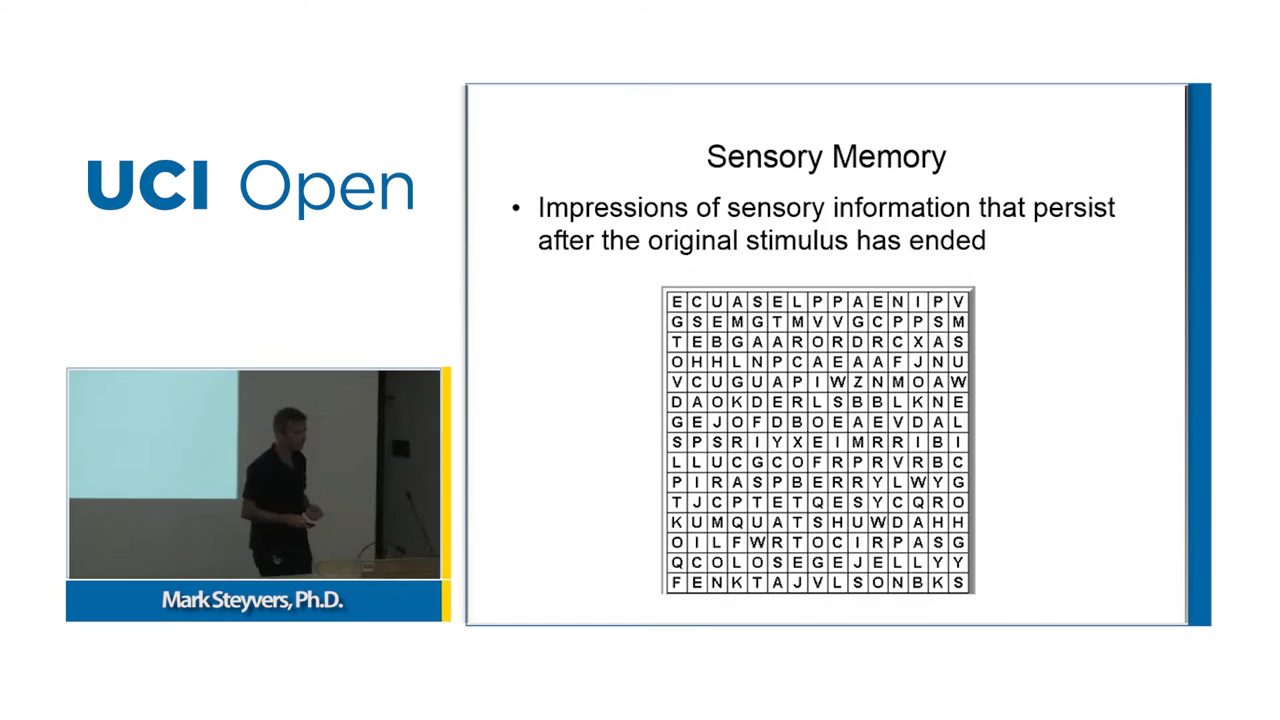 UCI Open
Sensory Memory
• Impressions of sensory information that persist
after the original stimulus has ended
E C U A S E L P P A E N I P V
G S E M G T M V V G C P P S M
T E B G A A R O R D R C X A S
O H H L N P C A E A A F J N U
V C U G U A P I W Z N M O A W
D A O K D E R L S B B L K N E
G E J O F D B O E A E V D A L
S P S R I Y X E I M R R I B I
L L U C G C O F R P R V R B C
P I R A S P B E R R Y L W Y G
T J C P T E T Q E S Y C Q R O
K U M Q U A T S H U W D A H H
O I L F W R T O C I R P A S G
Q C O L O S E G E J E L L Y Y
F E N K T A J V L S O N B K S
Mark Steyvers, Ph.D.